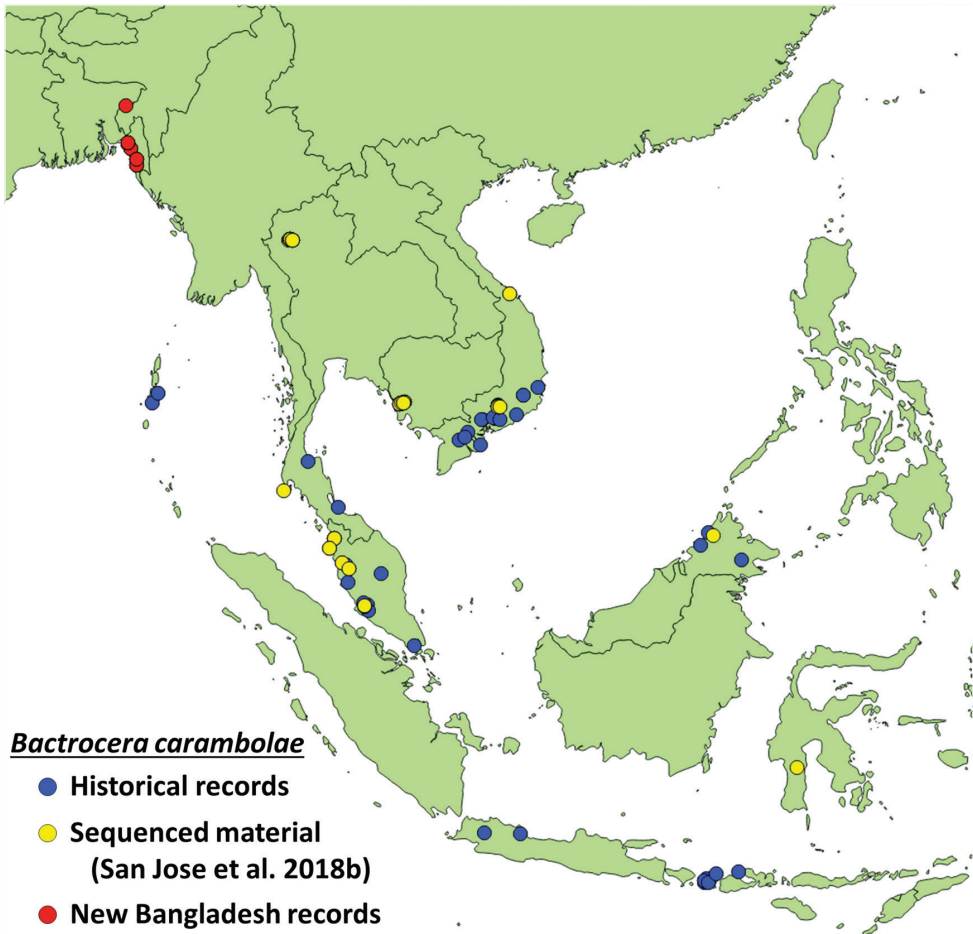 Bactrocera carambolae
Historical records
Sequenced material
(San Jose et al. 2018b)
New Bangladesh records